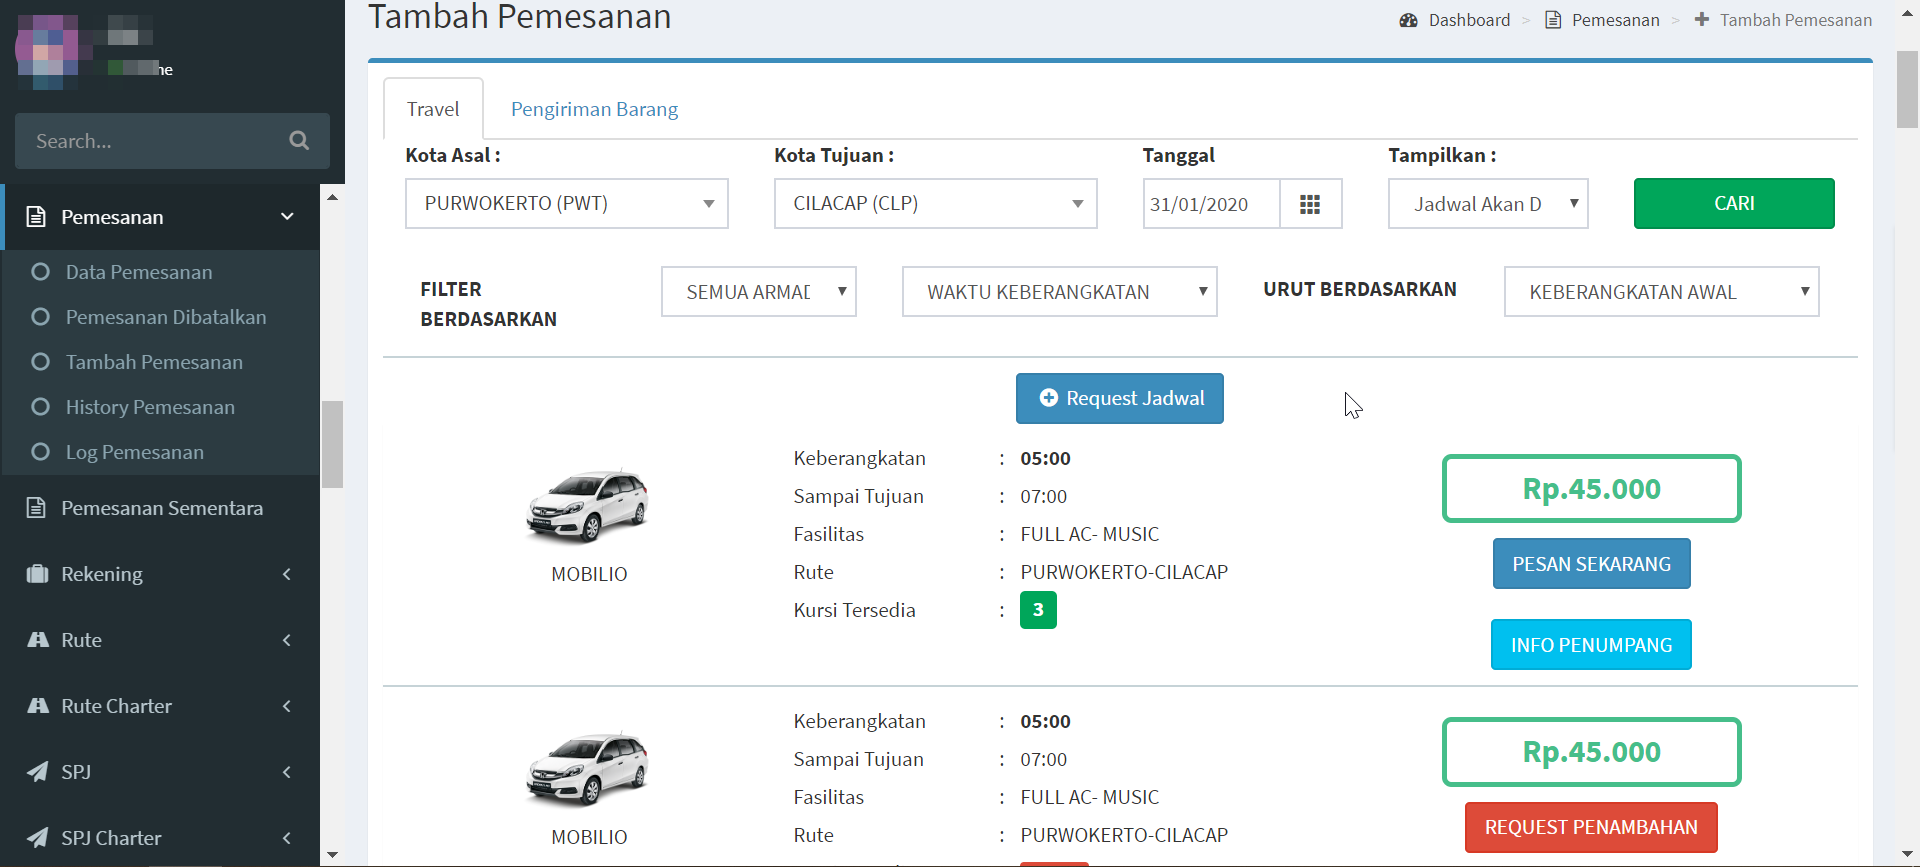 Tambah Pemesanan
Dashboard > Pemesanan > Tambah Pemesanan
ne
Search...
Pemesanan
Data Pemesanan
Pemesanan Dibatalkan
Tambah Pemesanan
History Pemesanan
Log Pemesanan
Pemesanan Sementara
Rekening
Rute
Rute Charter
SPJ
SPJ Charter
Travel
Pengiriman Barang
Kota Asal :
Kota Tujuan :
Tanggal
Tampilkan :
PURWOKERTO (PWT)
CILACAP (CLP)
31/01/2020
Jadwal Akan D
CARI
FILTER
BERDASARKAN
SEMUA ARMAD
WAKTU KEBERANGKATAN
URUT BERDASARKAN
KEBERANGKATAN AWAL
Request Jadwal
MOBILIO
Keberangkatan : 05:00
Sampai Tujuan : 07:00
Fasilitas : FULL AC- MUSIC
Rute : PURWOKERTO-CILACAP
Kursi Tersedia : 3
Rp.45.000
PESAN SEKARANG
INFO PENUMPANG
MOBILIO
Keberangkatan : 05:00
Sampai Tujuan : 07:00
Fasilitas : FULL AC- MUSIC
Rute : PURWOKERTO-CILACAP
Rp.45.000
REQUEST PENAMBAHAN